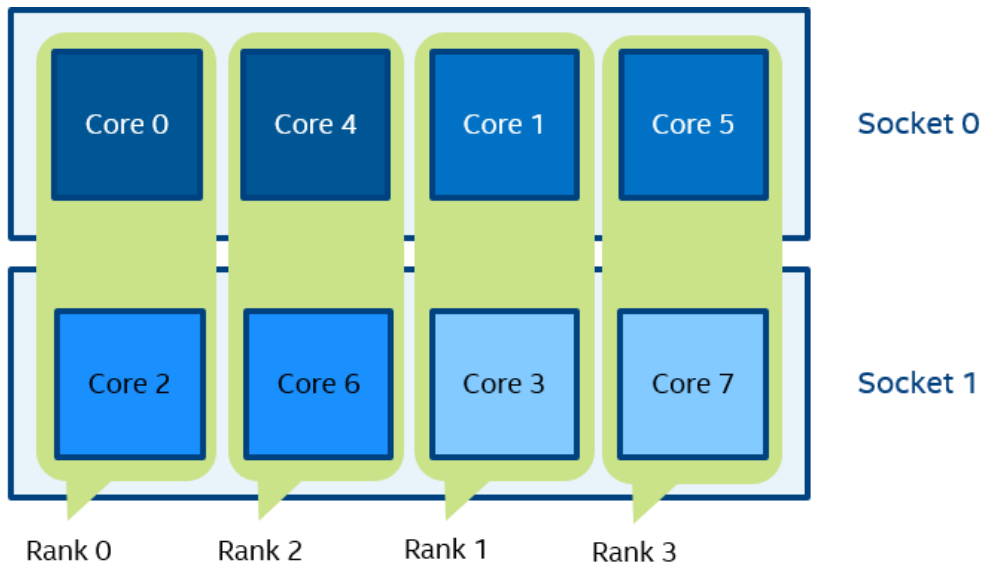 Core 0
Core 4
Core 1
Core 5
Socket 0
Core 2
Core 6
Core 3
Core 7
Socket 1
Rank 0
Rank 2
Rank 1
Rank 3